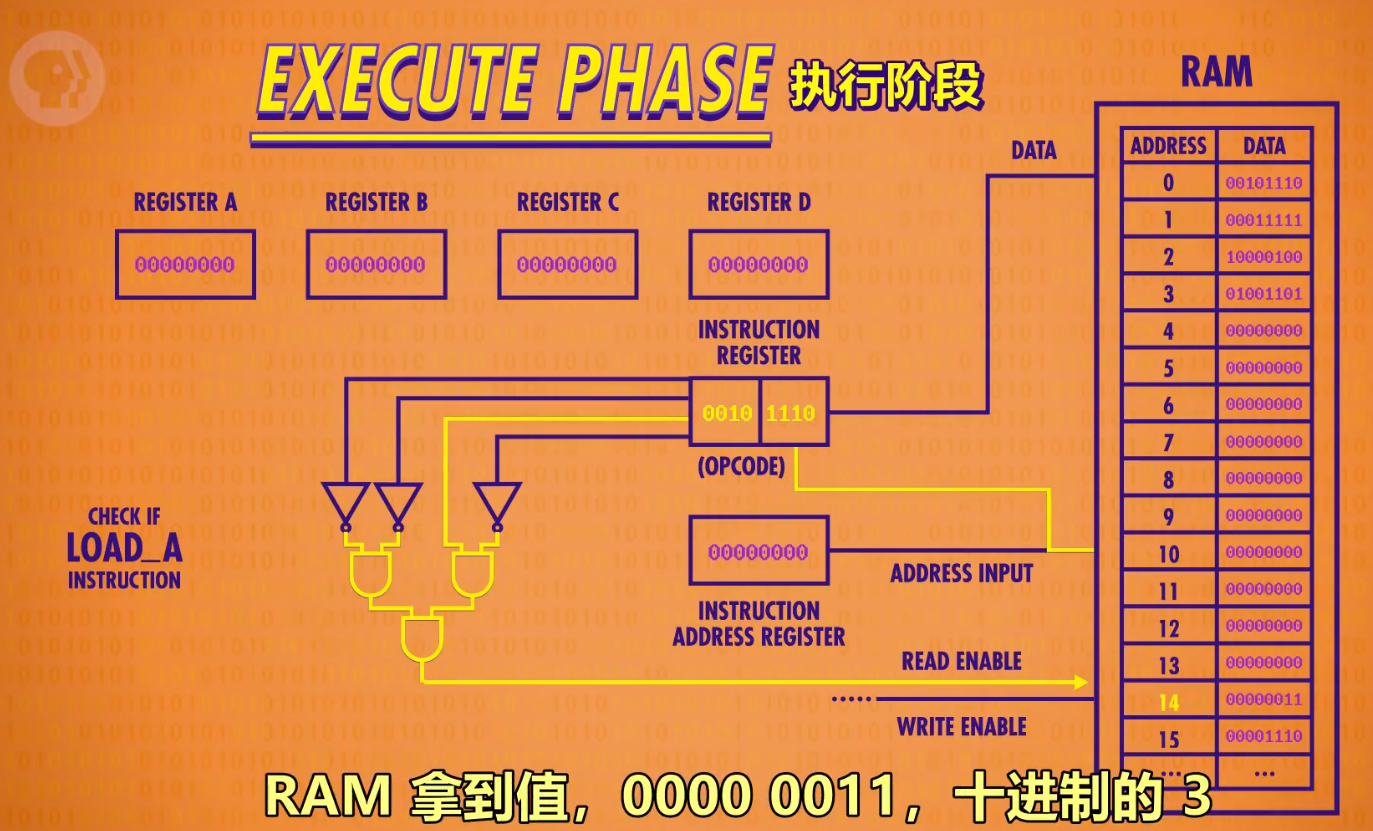 EXECUTE PHASE 执行阶段
RAM
DATA
ADDRESS DATA
0 00101110
1 00011111
2 10000100
3 01001101
4 00000000
5 00000000
6 00000000
7 00000000
8 00000000
9 00000000
10 00000000
11 00000000
12 00000000
13 00000000
14 00000011
15 00001110
... ...
REGISTER A
00000000
REGISTER B
00000000
REGISTER C
00000000
REGISTER D
00000000
INSTRUCTION
REGISTER
0010 1110
(OPCODE)
CHECK IF
LOAD_A
INSTRUCTION
00000000
ADDRESS INPUT
INSTRUCTION
ADDRESS REGISTER
READ ENABLE
WRITE ENABLE
RAM 拿到值，0000 0011，十进制的 3